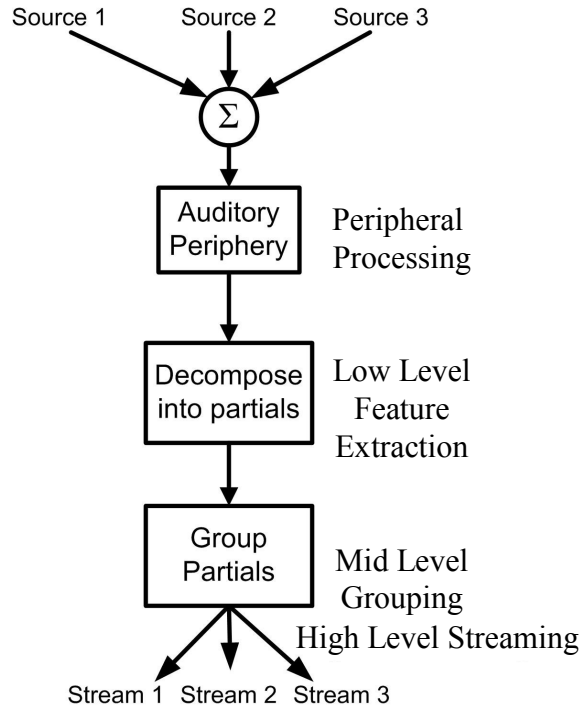 Source 1 Source 2 Source 3
Σ
Auditory
Periphery
Peripheral
Processing
Decompose
into partials
Low Level
Feature
Extraction
Group
Partials
Mid Level
Grouping
High Level Streaming
Stream 1 Stream 2 Stream 3